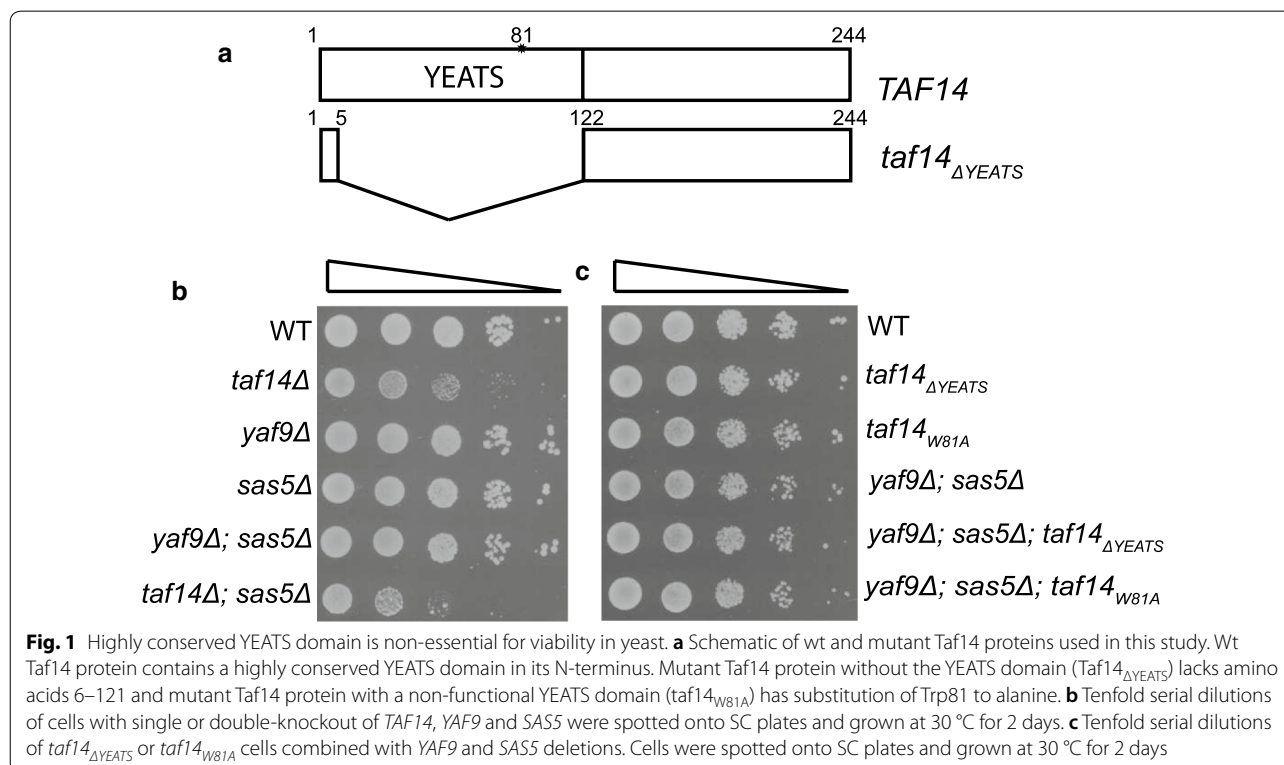 a
1 81 244
YEATS
TAF14
1 5 122 244
taf14ΔYEATS
b
c
WT
taf14Δ
yaf9Δ
sas5Δ
yaf9Δ; sas5Δ
taf14Δ; sas5Δ
WT
taf14ΔYEATS
taf14W81A
yaf9Δ; sas5Δ
yaf9Δ; sas5Δ; taf14ΔYEATS
yaf9Δ; sas5Δ; taf14W81A
Fig. 1 Highly conserved YEATS domain is non-essential for viability in yeast. a Schematic of wt and mutant Taf14 proteins used in this study. Wt
Taf14 protein contains a highly conserved YEATS domain in its N-terminus. Mutant Taf14 protein without the YEATS domain (Taf14ΔYEATS) lacks amino
acids 6–121 and mutant Taf14 protein with a non-functional YEATS domain (taf14W81A) has substitution of Trp81 to alanine. b Tenfold serial dilutions
of cells with single or double-knockout of TAF14, YAF9 and SAS5 were spotted onto SC plates and grown at 30 °C for 2 days. c Tenfold serial dilutions
of taf14ΔYEATS or taf14W81A cells combined with YAF9 and SAS5 deletions. Cells were spotted onto SC plates and grown at 30 °C for 2 days